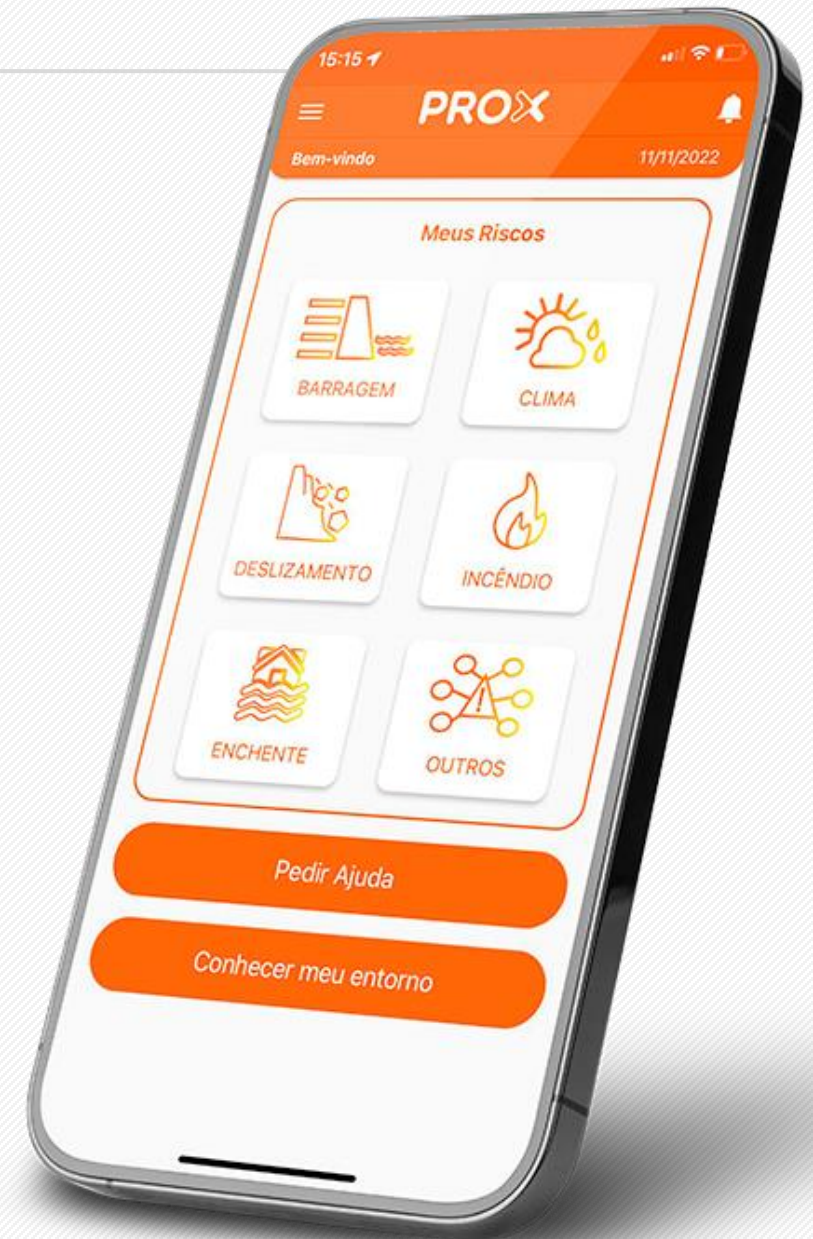 15:15
PROX
Bem-vindo
11/11/2022
Meus Riscos
BARRAGEM
CLIMA
DESLIZAMENTO
INCÊNDIO
ENCHENTE
OUTROS
Pedir Ajuda
Conhecer meu entorno